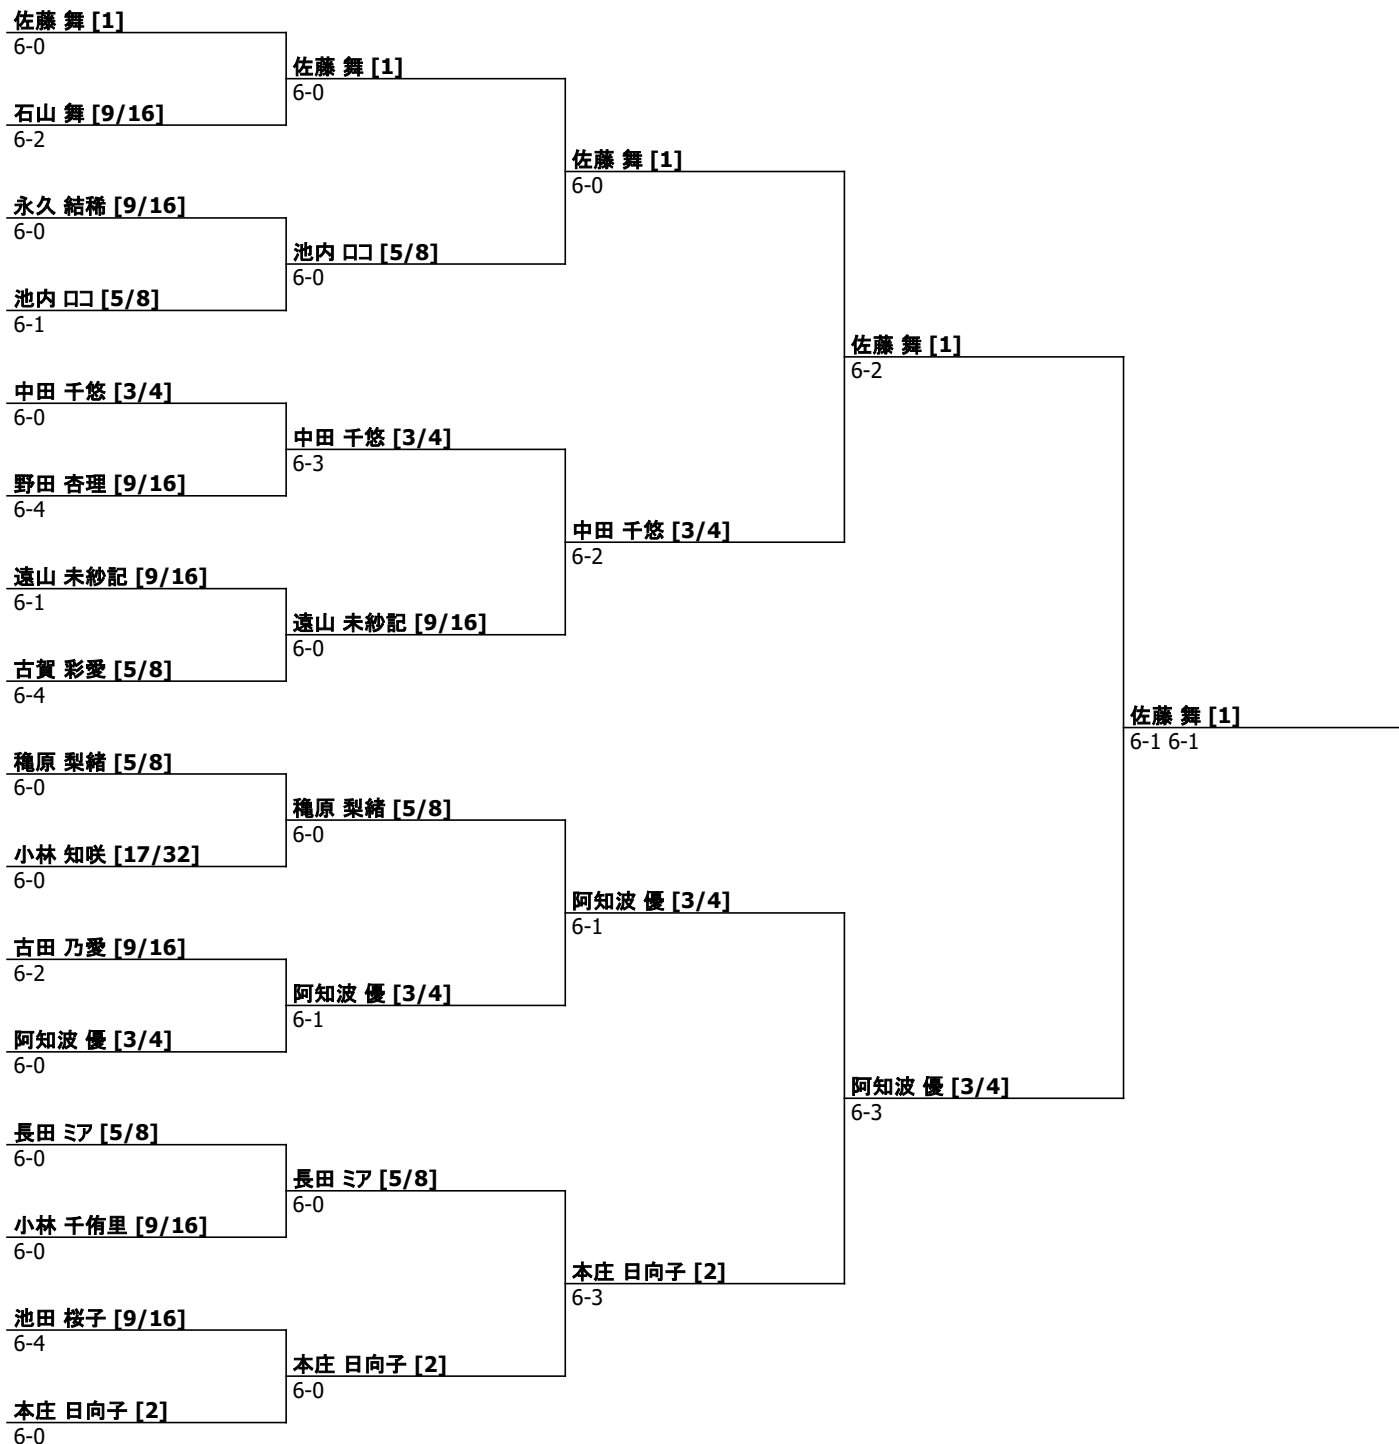 佐藤 舞 [1]
6-0
佐藤 舞 [1]
6-0
石山 舞 [9/16]
6-2
佐藤 舞 [1]
6-0
永久 結稀 [9/16]
6-0
池内 ロコ [5/8]
6-0
池内 ロコ [5/8]
6-1
佐藤 舞 [1]
6-2
中田 千悠 [3/4]
6-0
中田 千悠 [3/4]
6-3
野田 杏理 [9/16]
6-4
中田 千悠 [3/4]
6-2
遠山 未紗記 [9/16]
6-1
遠山 未紗記 [9/16]
6-0
古賀 彩愛 [5/8]
6-4
佐藤 舞 [1]
6-1 6-1
穐原 梨緒 [5/8]
6-0
穐原 梨緒 [5/8]
6-0
小林 知咲 [17/32]
6-0
阿知波 優 [3/4]
6-1
古田 乃愛 [9/16]
6-2
阿知波 優 [3/4]
6-1
阿知波 優 [3/4]
6-0
阿知波 優 [3/4]
6-3
長田 ミア [5/8]
6-0
長田 ミア [5/8]
6-0
小林 千侑里 [9/16]
6-0
本庄 日向子 [2]
6-3
池田 桜子 [9/16]
6-4
本庄 日向子 [2]
6-0
本庄 日向子 [2]
6-0